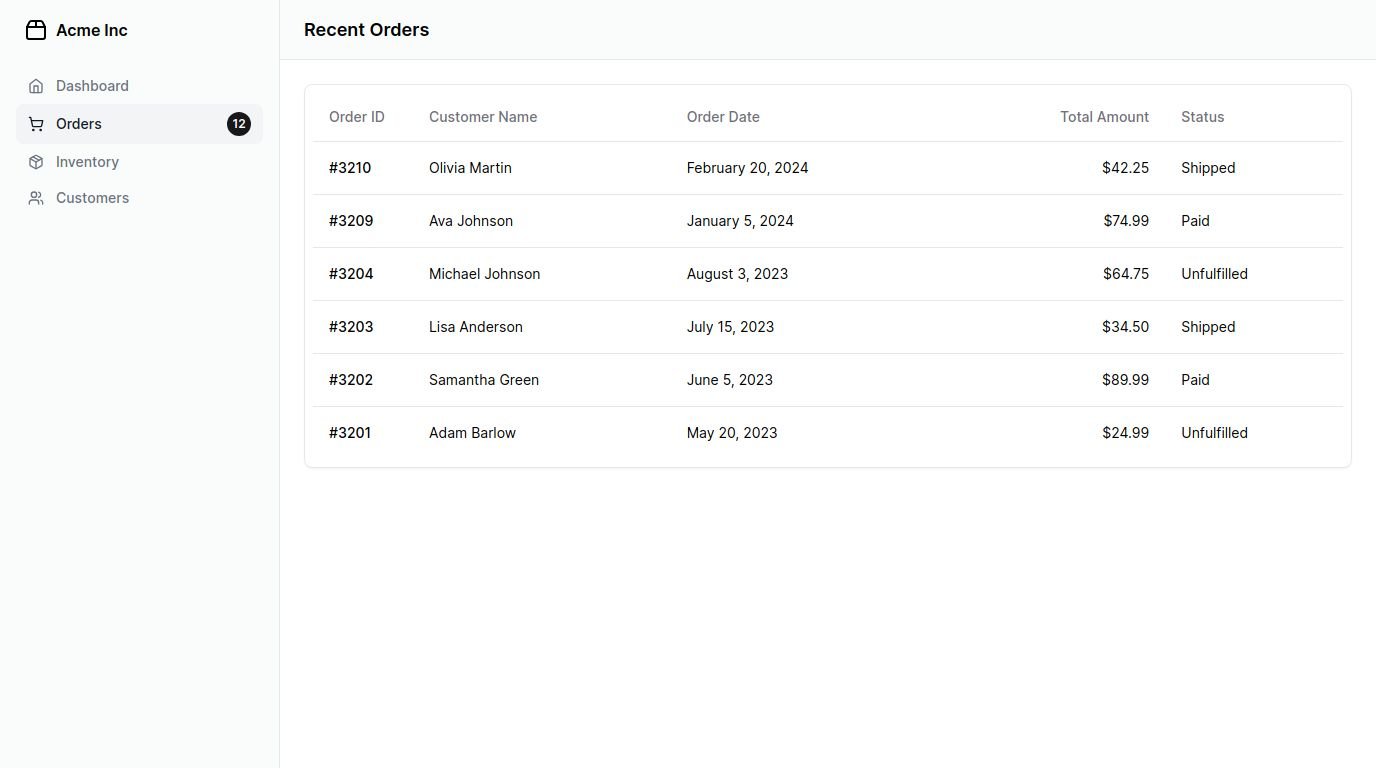 Acme Inc
Dashboard
Orders 12
Inventory
Customers
Recent Orders
Order ID Customer Name Order Date Total Amount Status
#3210 Olivia Martin February 20, 2024 $42.25 Shipped
#3209 Ava Johnson January 5, 2024 $74.99 Paid
#3204 Michael Johnson August 3, 2023 $64.75 Unfulfilled
#3203 Lisa Anderson July 15, 2023 $34.50 Shipped
#3202 Samantha Green June 5, 2023 $89.99 Paid
#3201 Adam Barlow May 20, 2023 $24.99 Unfulfilled